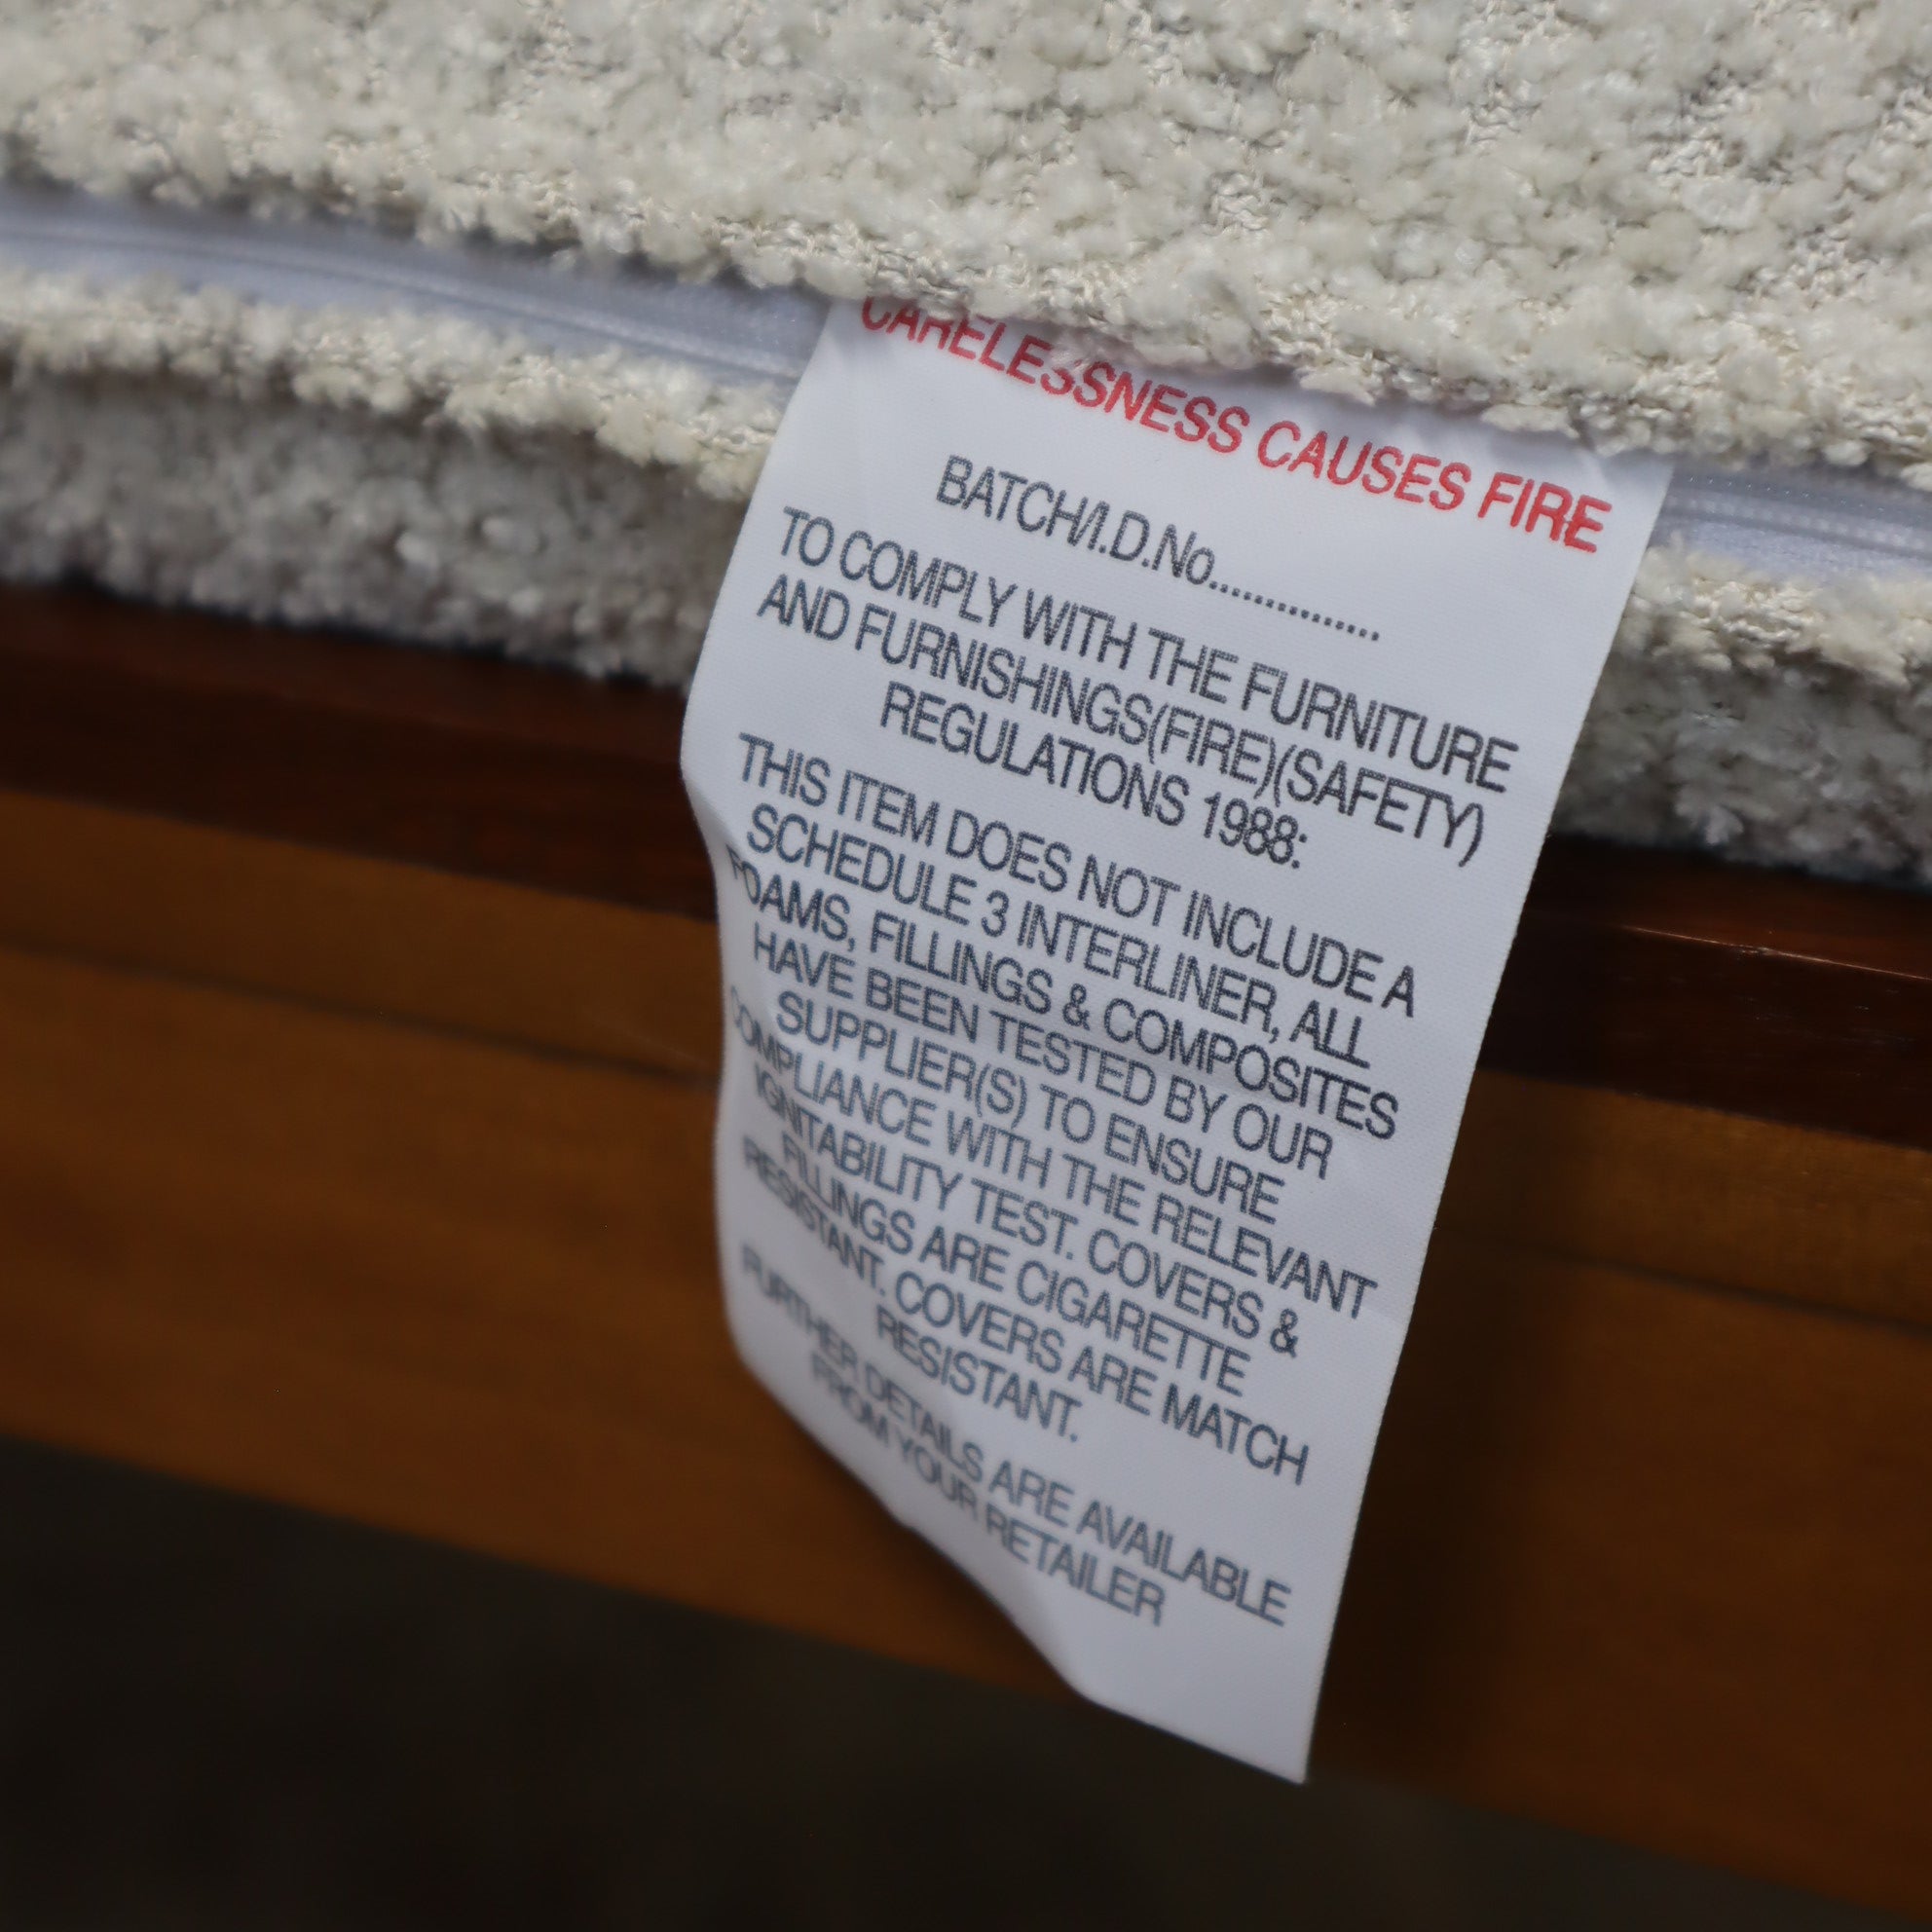 CARELESSNESS CAUSES FIRE
BATCH/I.D.No...............
TO COMPLY WITH THE FURNITURE
AND FURNISHINGS(FIRE)(SAFETY)
REGULATIONS 1988:
THIS ITEM DOES NOT INCLUDE A
SCHEDULE 3 INTERLINER, ALL
FOAMS, FILLINGS & COMPOSITES
HAVE BEEN TESTED BY OUR
SUPPLIER(S) TO ENSURE
COMPLIANCE WITH THE RELEVANT
IGNITABILITY TEST. COVERS &
FILLINGS ARE CIGARETTE
RESISTANT. COVERS ARE MATCH
RESISTANT.
FURTHER DETAILS ARE AVAILABLE
FROM YOUR RETAILER